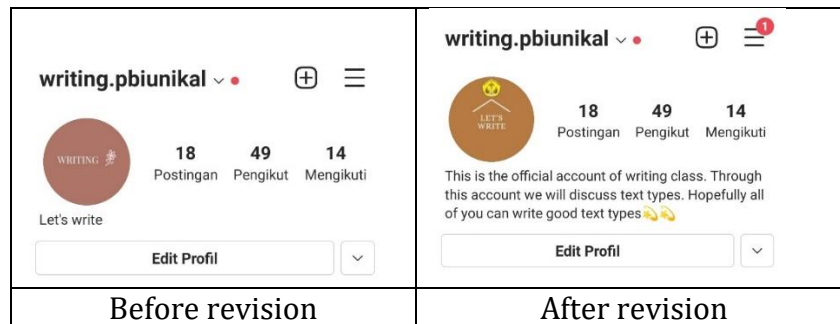 writing.pbiunikal
WRITING
18 49 14
Postingan Pengikut Mengikuti
Let's write
Edit Profil
Before revision
writing.pbiunikal
1
LET'S
WRITE
18 49 14
Postingan Pengikut Mengikuti
This is the official account of writing class. Through
this account we will discuss text types. Hopefully all
of you can write good text types💫💫
Edit Profil
After revision